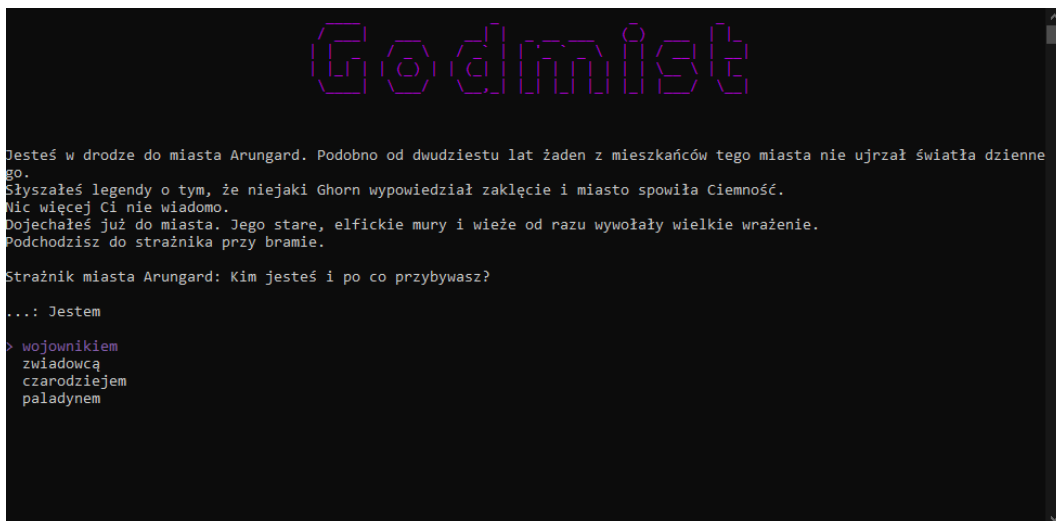 Godmist
Jesteś w drodze do miasta Arungard. Podobno od dwudziestu lat żaden z mieszkańców tego miasta nie ujrzał światła dzienne
go.
Słyszałeś legendy o tym, że niejaki Ghorn wypowiedział zaklęcie i miasto spowiła Ciemność.
Nic więcej Ci nie wiadomo.
Dojechałeś już do miasta. Jego stare, elfickie mury i wieże od razu wywołały wielkie wrażenie.
Podchodzisz do strażnika przy bramie.
Strażnik miasta Arungard: Kim jesteś i po co przybywasz?
...: Jestem
> wojownikiem
zwiadowcą
czarodziejem
paladynem